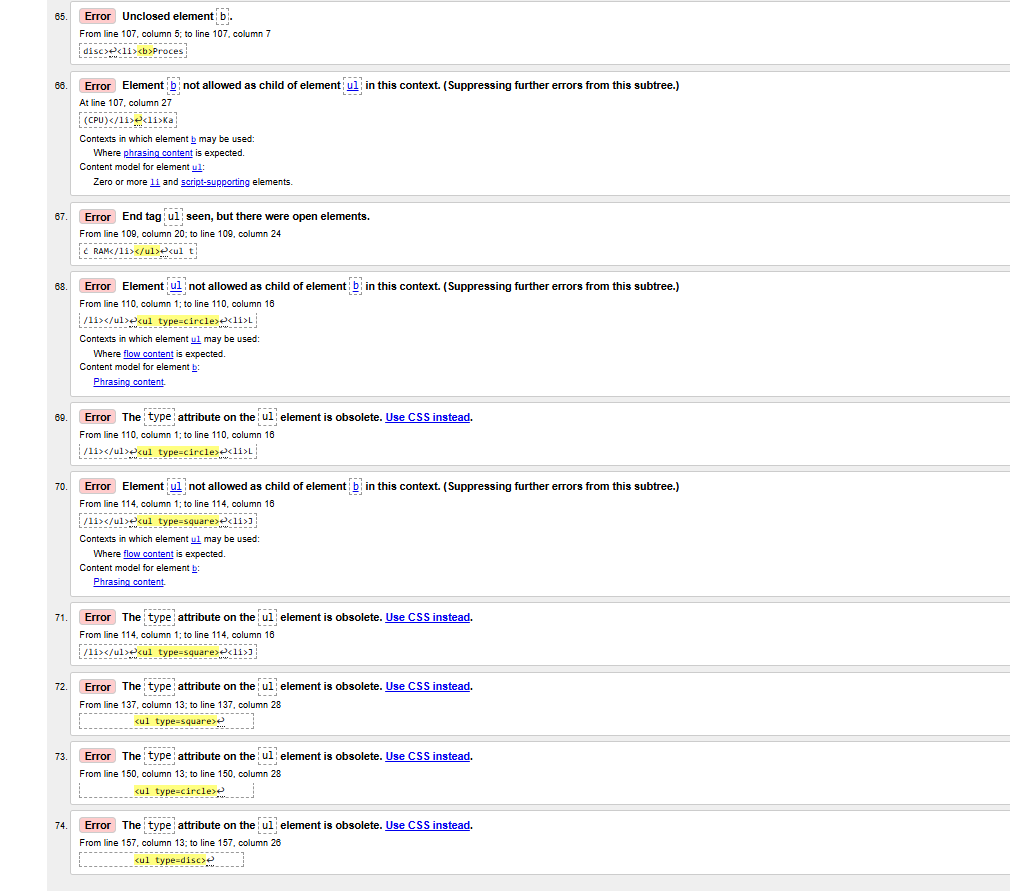 65. Error Unclosed element b.
From line 107, column 5; to line 107, column 7
disc>↩<li><b>Proces
66. Error Element b not allowed as child of element ul in this context. (Suppressing further errors from this subtree.)
At line 107, column 27
(CPU)</li>↩<li>Ka
Contexts in which element b may be used:
Where phrasing content is expected.
Content model for element ul:
Zero or more li and script-supporting elements.
67. Error End tag ul seen, but there were open elements.
From line 109, column 20; to line 109, column 24
ć RAM</li></ul>↩<ul t
68. Error Element ul not allowed as child of element b in this context. (Suppressing further errors from this subtree.)
From line 110, column 1; to line 110, column 16
/li></ul>↩<ul type=circle>↩<li>L
Contexts in which element ul may be used:
Where flow content is expected.
Content model for element b:
Phrasing content.
69. Error The type attribute on the ul element is obsolete. Use CSS instead.
From line 110, column 1; to line 110, column 16
/li></ul>↩<ul type=circle>↩<li>L
70. Error Element ul not allowed as child of element b in this context. (Suppressing further errors from this subtree.)
From line 114, column 1; to line 114, column 16
/li></ul>↩<ul type=square>↩<li>J
Contexts in which element ul may be used:
Where flow content is expected.
Content model for element b:
Phrasing content.
71. Error The type attribute on the ul element is obsolete. Use CSS instead.
From line 114, column 1; to line 114, column 16
/li></ul>↩<ul type=square>↩<li>J
72. Error The type attribute on the ul element is obsolete. Use CSS instead.
From line 137, column 13; to line 137, column 28
<ul type=square>↩
73. Error The type attribute on the ul element is obsolete. Use CSS instead.
From line 150, column 13; to line 150, column 28
<ul type=circle>↩
74. Error The type attribute on the ul element is obsolete. Use CSS instead.
From line 157, column 13; to line 157, column 26
<ul type=disc>↩